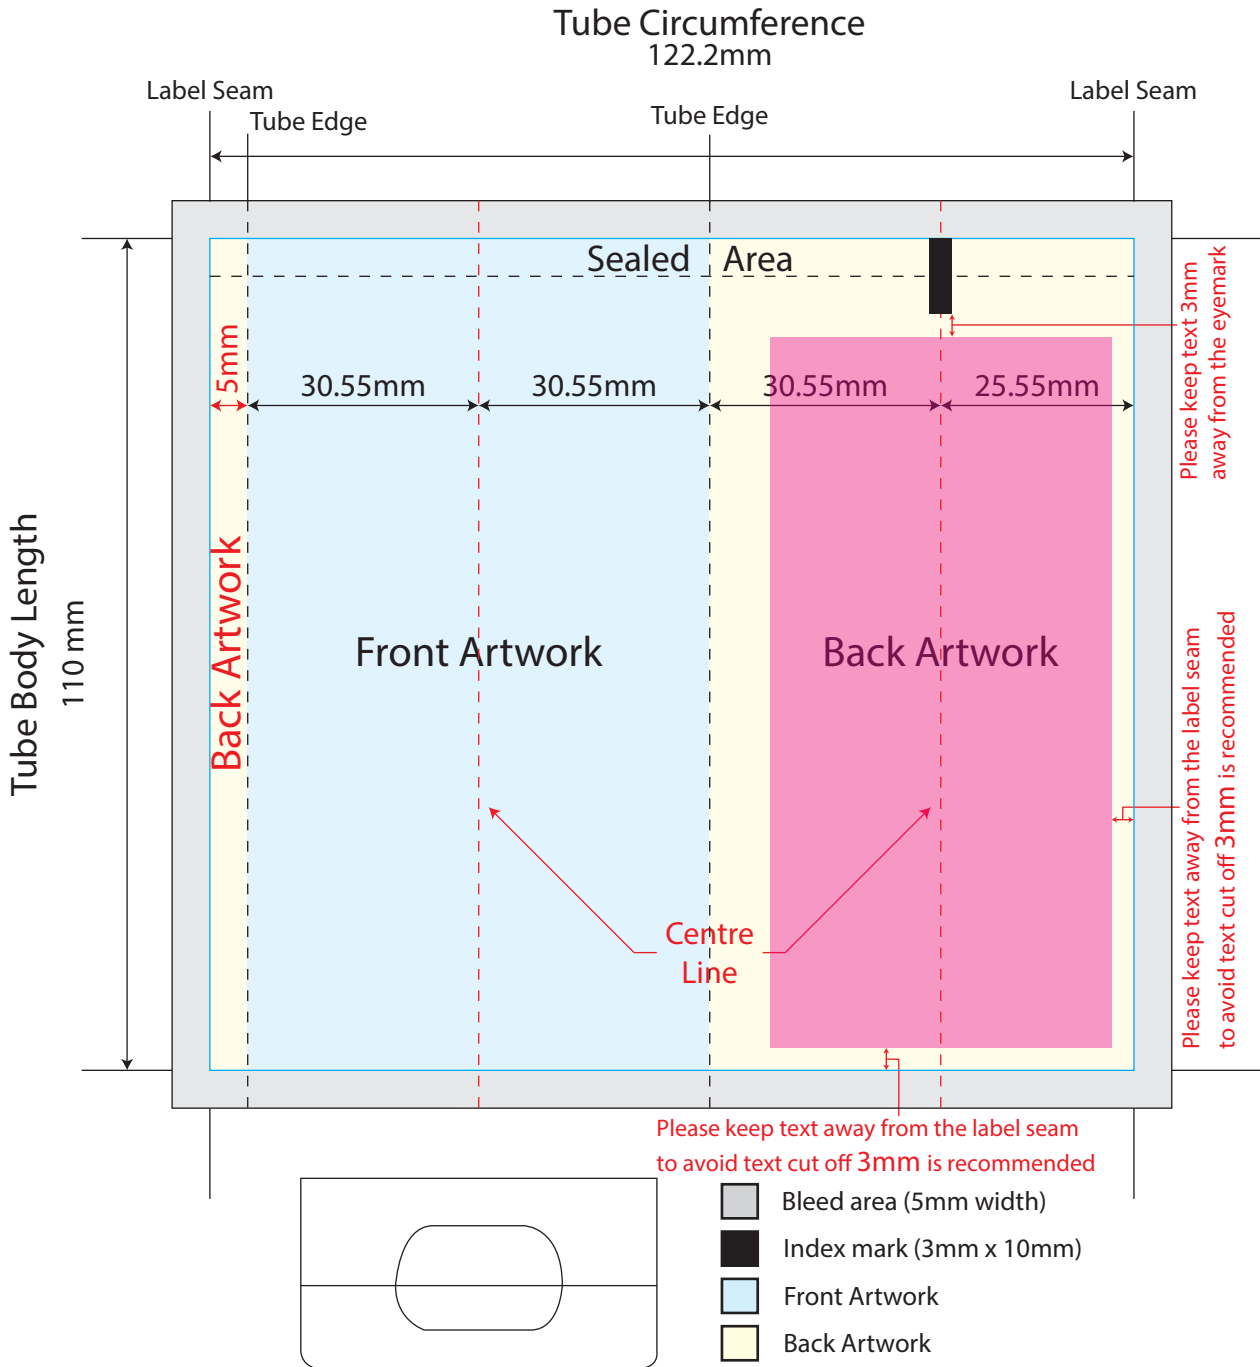 Tube Circumference
122.2mm
Label Seam
Label Seam
Tube Edge
Tube Edge
Sealed Area
5mm
30.55mm
30.55mm
30.55mm
25.55mm
Please keep text 3mm
away from the eyemark
Tube Body Length
110 mm
Back Artwork
Front Artwork
Back Artwork
Please keep text away from the label seam
to avoid text cut off 3mm is recommended
Centre
Line
Please keep text away from the label seam
to avoid text cut off 3mm is recommended
Bleed area (5mm width)
Index mark (3mm x 10mm)
Front Artwork
Back Artwork